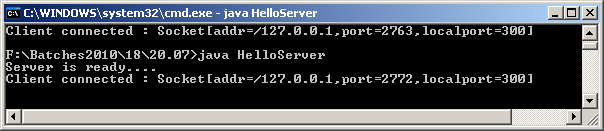 C:\WINDOWS\system32\cmd.exe - java HelloServer
Client connected : Socket[addr=/127.0.0.1,port=2763,localport=300]
F:\Batches2010\18\20.07>java HelloServer
Server is ready....
Client connected : Socket[addr=/127.0.0.1,port=2772,localport=300]